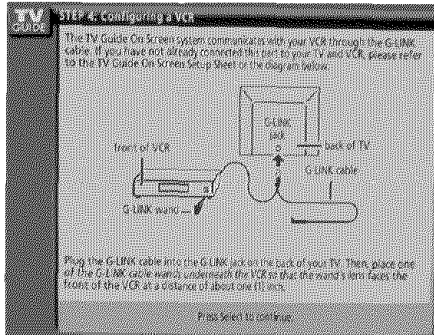 TV
GUIDE
STEP 4: Configuring a VCR
The TV Guide On Screen system communicates with your VCR through the G-LINK
cable. If you have not already connected this part to your TV and VCR, please refer
to the TV Guide On Screen Setup Sheet or the diagram below.
G-LINK
jack
front of VCR
back of TV
G-LINK cable
G-LINK wand
Plug the G-LINK cable into the G-LINK jack on the back of your TV. Then, place one
of the G-LINK cable wands underneath the VCR so that the wand's lens faces the
front of the VCR at a distance of about one (1) inch.
Press Select to continue.